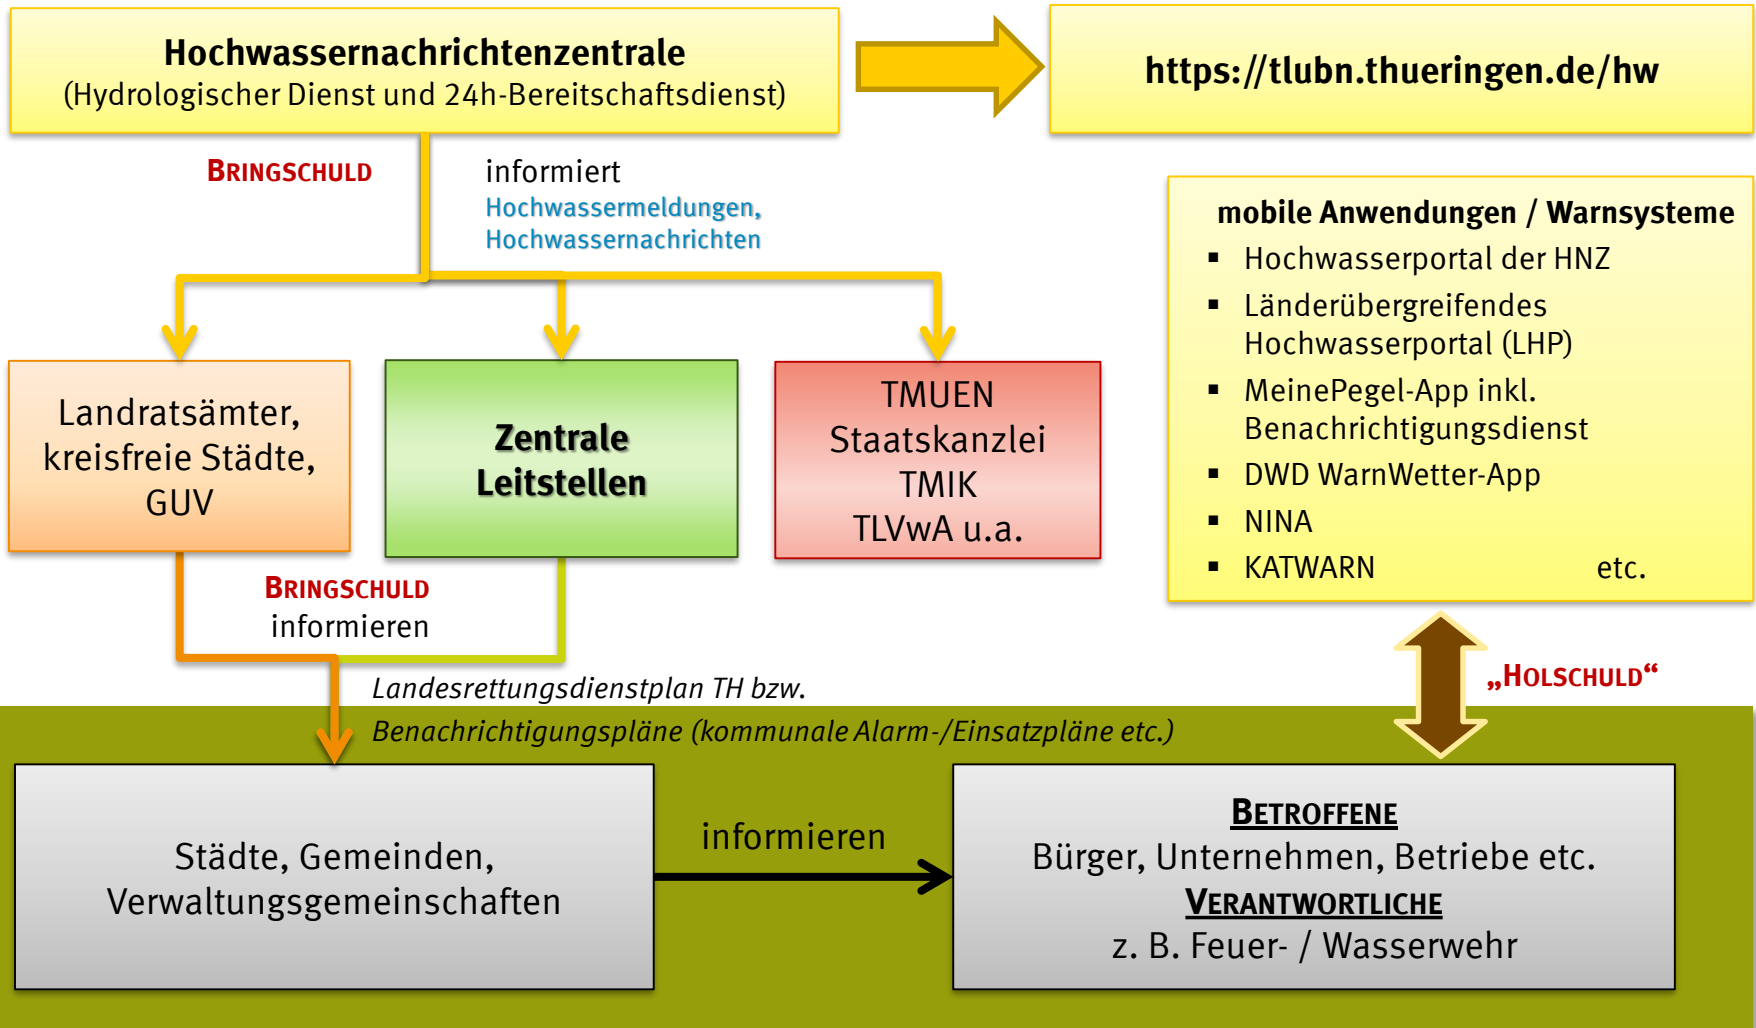 Hochwassernachrichtenzentrale
(Hydrologischer Dienst und 24h-Bereitschaftsdienst)
https://tlubn.thueringen.de/hw
BRINGSCHULD
informiert
Hochwassermeldungen,
Hochwassernachrichten
mobile Anwendungen / Warnsysteme
▪ Hochwasserportal der HNZ
▪ Länderübergreifendes
Hochwasserportal (LHP)
▪ MeinePegel-App inkl.
Benachrichtigungsdienst
▪ DWD WarnWetter-App
▪ NINA
▪ KATWARN etc.
Landratsämter,
kreisfreie Städte,
GUV
Zentrale
Leitstellen
TMUEN
Staatskanzlei
TMIK
TLVwA u.a.
BRINGSCHULD
informieren
„HOLSCHULD“
Landesrettungsdienstplan TH bzw.
Benachrichtigungspläne (kommunale Alarm-/Einsatzpläne etc.)
Städte, Gemeinden,
Verwaltungsgemeinschaften
informieren
BETROFFENE
Bürger, Unternehmen, Betriebe etc.
VERANTWORTLICHE
z. B. Feuer- / Wasserwehr